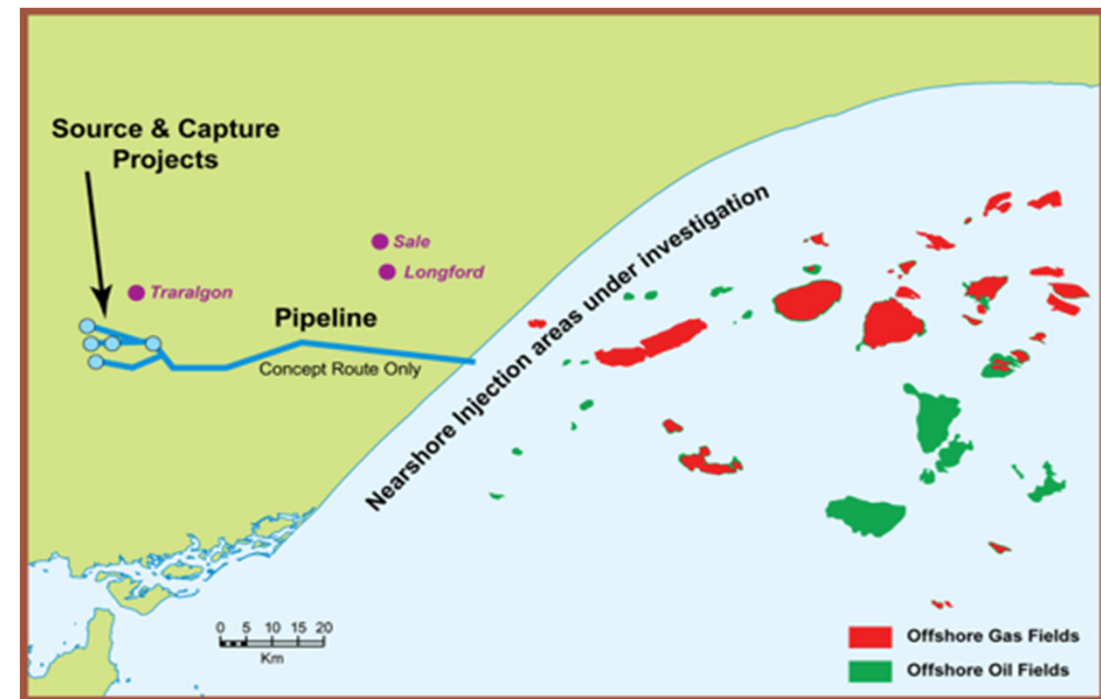 Source & Capture
Projects
Sale
Longford
Traralgon
Pipeline
Concept Route Only
Nearshore Injection areas under investigation
0 5 10 15 20
Km
Offshore Gas Fields
Offshore Oil Fields